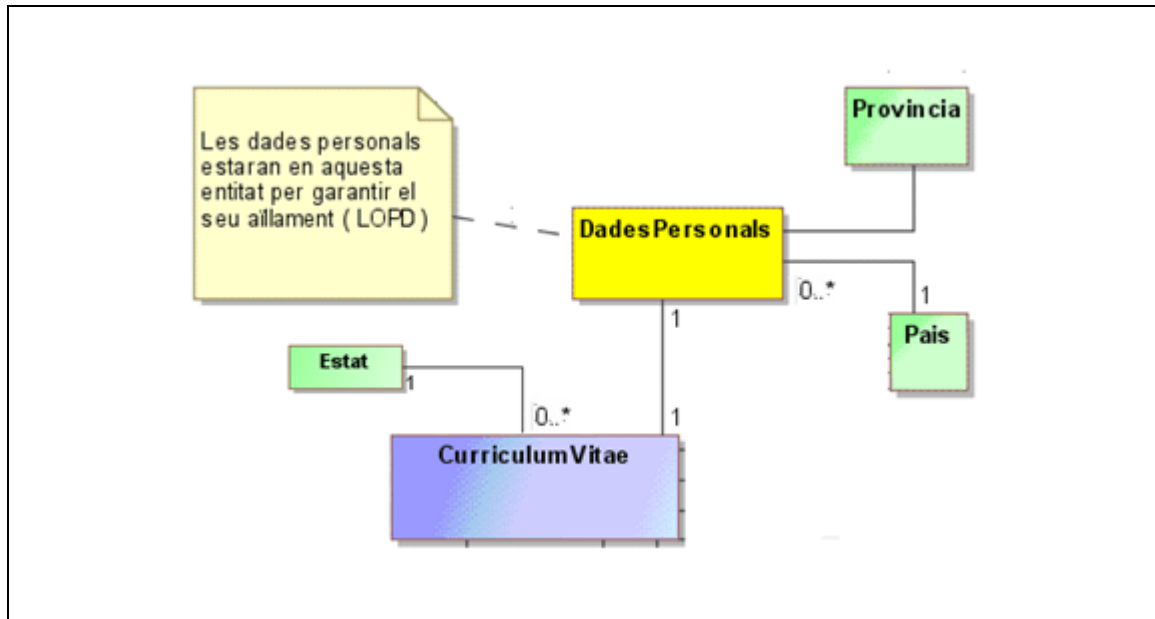 Provincia
Les dades personals
estaran en aquesta
entitat per garantir el
seu aïllament ( LOPD )
DadesPersonals
0..*
1
1
Pais
Estat
1
0..*
1
CurriculumVitae